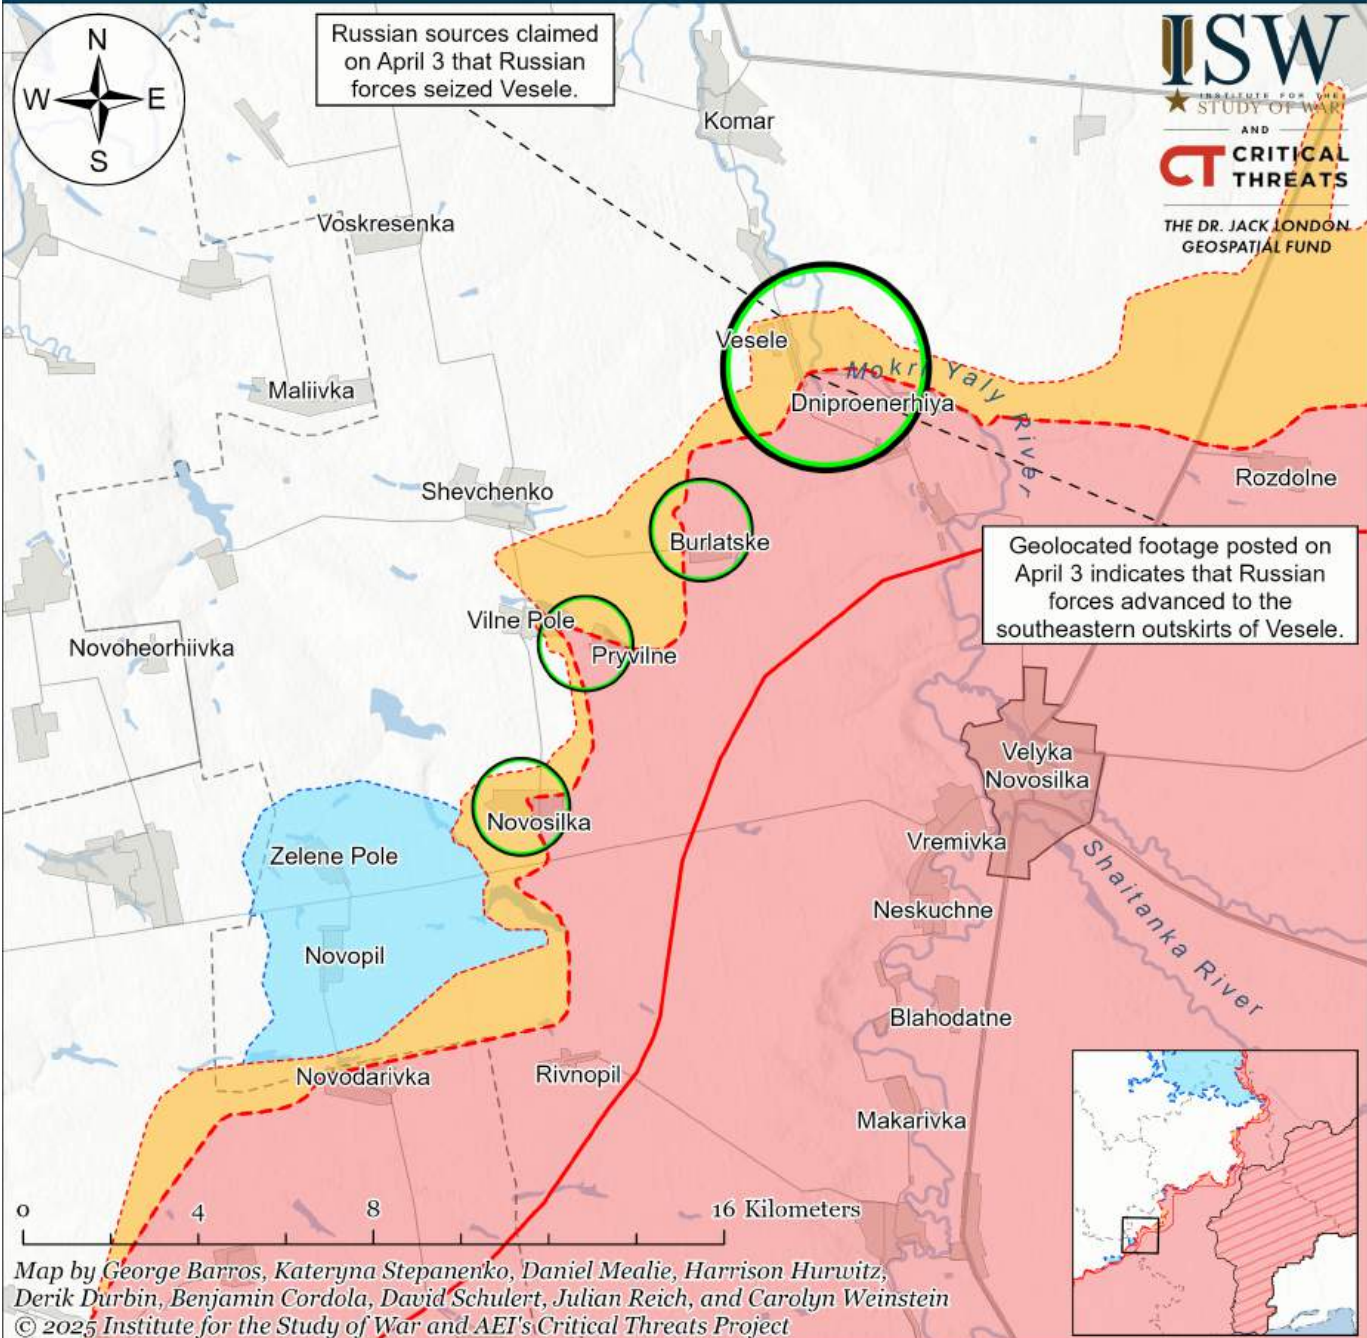 N
W
E
S
Russian sources claimed
on April 3 that Russian
forces seized Vesele.
ISW
INSTITUTE FOR THE
STUDY OF WAR
AND
CT CRITICAL
THREATS
THE DR. JACK LONDON
GEOSPATIAL FUND
Komar
Voskresenka
Vesele
Mokri Yaly River
Maliivka
Dniproenerhiya
Shevchenko
Rozdolne
Burlatske
Geolocated footage posted on
April 3 indicates that Russian
forces advanced to the
southeastern outskirts of Vesele.
Vilne Pole
Novoheorhiivka
Pryvilne
Velyka
Novosilka
Novosilka
Vremivka
Zelene Pole
Shaitanka River
Neskuchne
Novopil
Blahodatne
Rivnopil
Novodarivka
Makarivka
0 4 8 16 Kilometers
Map by George Barros, Kateryna Stepanenko, Daniel Mealie, Harrison Hurwitz,
Derik Durbin, Benjamin Cordola, David Schulert, Julian Reich, and Carolyn Weinstein
© 2025 Institute for the Study of War and AEI's Critical Threats Project